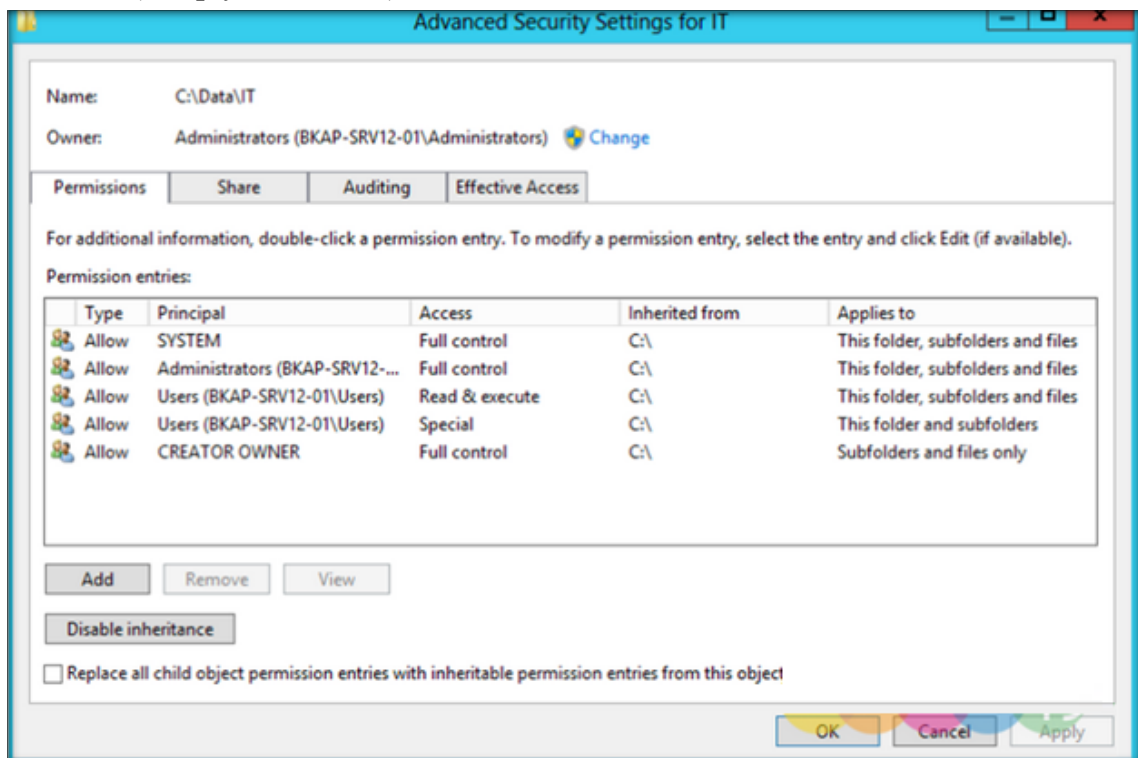 Advanced Security Settings for IT
Name: C:\Data\IT
Owner: Administrators (BKAP-SRV12-01\Administrators) Change
Permissions Share Auditing Effective Access
For additional information, double-click a permission entry. To modify a permission entry, select the entry and click Edit (if available).
Permission entries:
Type Principal Access Inherited from Applies to
Allow SYSTEM Full control C:\ This folder, subfolders and files
Allow Administrators (BKAP-SRV12-... Full control C:\ This folder, subfolders and files
Allow Users (BKAP-SRV12-01\Users) Read & execute C:\ This folder, subfolders and files
Allow Users (BKAP-SRV12-01\Users) Special C:\ This folder and subfolders
Allow CREATOR OWNER Full control C:\ Subfolders and files only
Add Remove View
Disable inheritance
Replace all child object permission entries with inheritable permission entries from this object
OK Cancel Apply